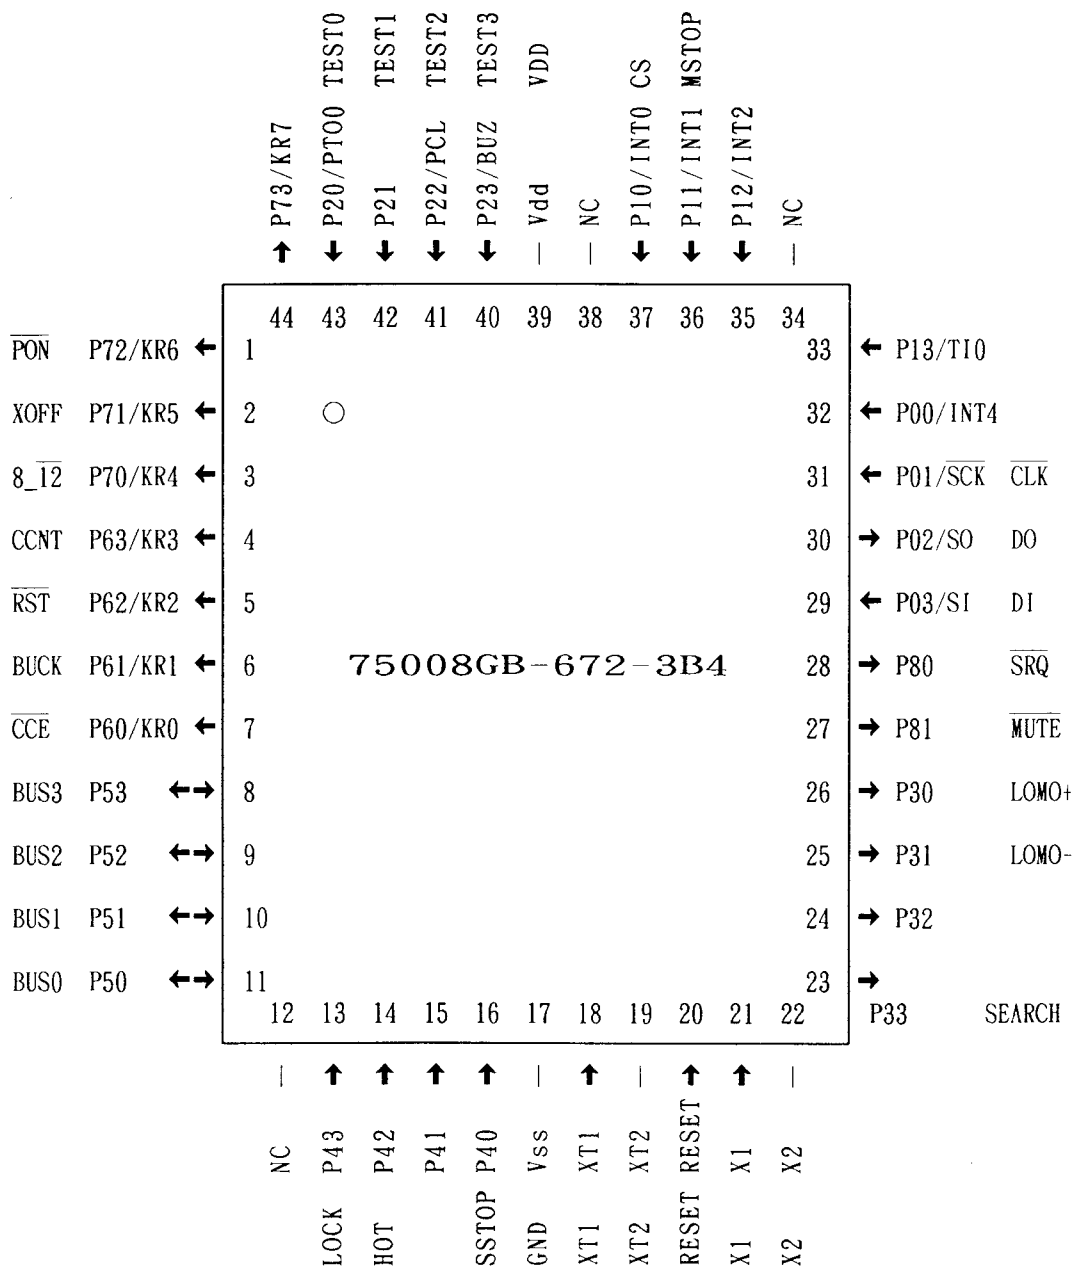 P73/KR7
P20/PTO0 TEST0
P21 TEST1
P22/PCL TEST2
P23/BUZ TEST3
Vdd VDD
NC
P10/INT0 CS
P11/INT1 MSTOP
P12/INT2
NC
44 43 42 41 40 39 38 37 36 35 34
PON P72/KR6 1
XOFF P71/KR5 2
8_12 P70/KR4 3
CCNT P63/KR3 4
RST P62/KR2 5
BUCK P61/KR1 6
CCE P60/KR0 7
BUS3 P53 8
BUS2 P52 9
BUS1 P51 10
BUS0 P50 11
75008GB-672-3B4
33 P13/TI0
32 P00/INT4
31 P01/SCK CLK
30 P02/SO DO
29 P03/SI DI
28 P80 SRQ
27 P81 MUTE
26 P30 LOMO+
25 P31 LOMO-
24 P32
23
P33 SEARCH
12 13 14 15 16 17 18 19 20 21 22
NC
LOCK P43
HOT P42
P41
SSTOP P40
GND Vss
XT1 XT1
XT2 XT2
RESET RESET
X1 X1
X2 X2